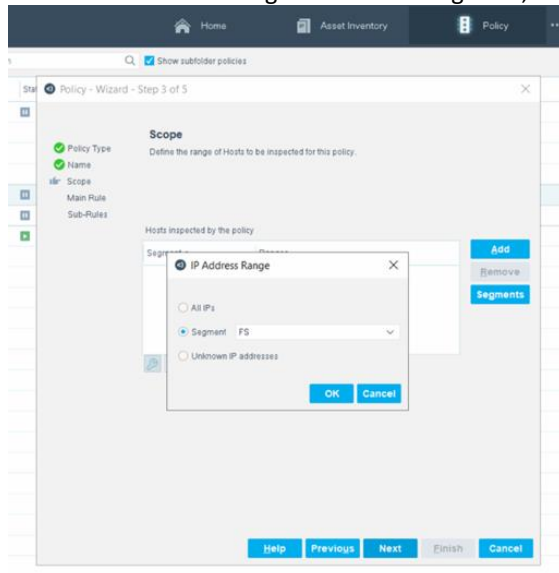 Home
Asset Inventory
Policy
Show subfolder policies
Policy - Wizard - Step 3 of 5
Scope
Define the range of Hosts to be inspected for this policy.
Policy Type
Name
Scope
Main Rule
Sub-Rules
Hosts inspected by the policy
Add
IP Address Range
Remove
Segments
All IPs
Segment FS
Unknown IP addresses
OK Cancel
Help Previous Next Finish Cancel